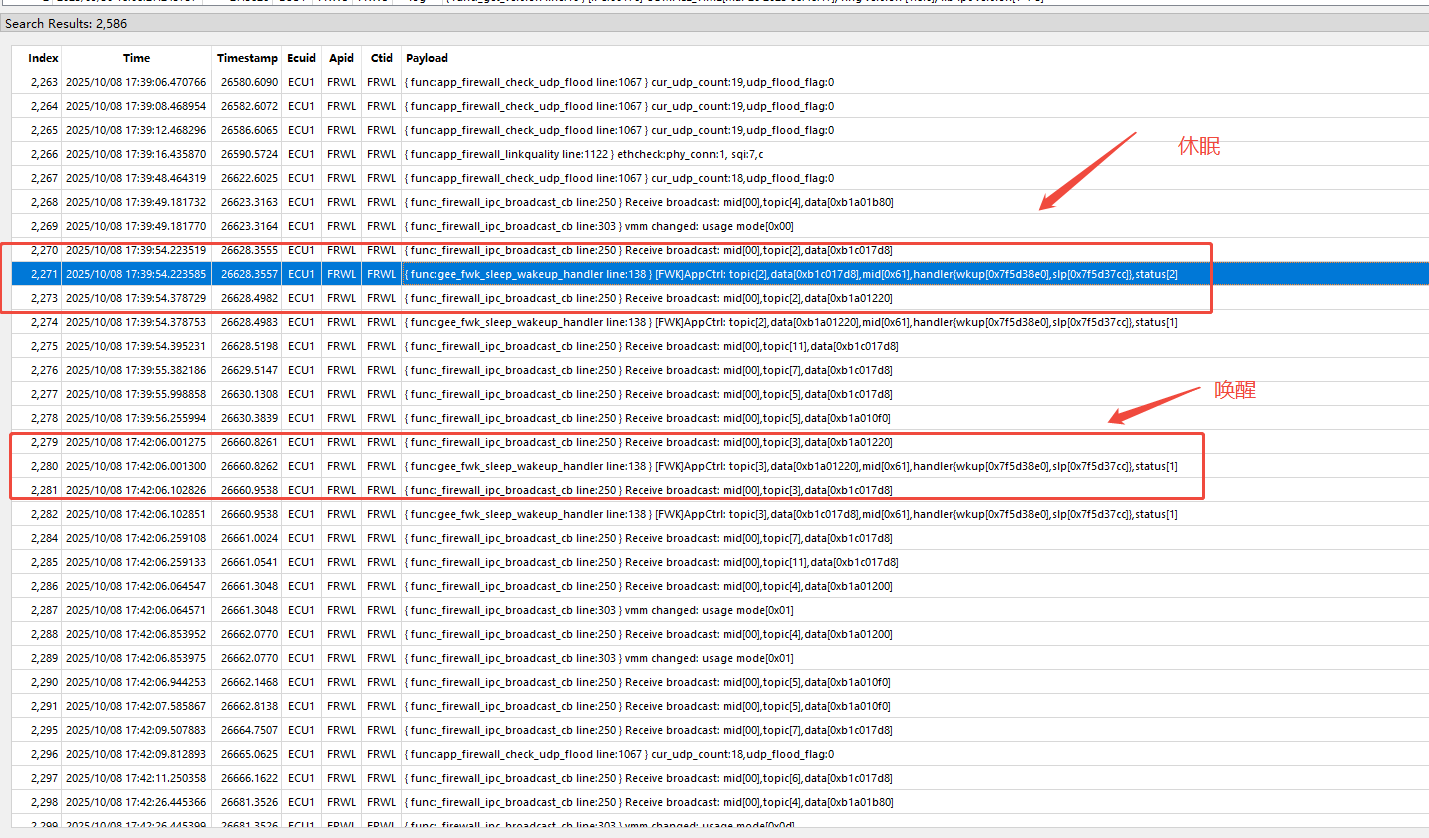 Search Results: 2,586
Index Time Timestamp Ecuid Apid Ctid Payload
2,263 2025/10/08 17:39:06.470766 26580.6090 ECU1 FRWL FRWL { func:app_firewall_check_udp_flood line:1067 } cur_udp_count:19,udp_flood_flag:0
2,264 2025/10/08 17:39:08.468954 26582.6072 ECU1 FRWL FRWL { func:app_firewall_check_udp_flood line:1067 } cur_udp_count:19,udp_flood_flag:0
2,265 2025/10/08 17:39:12.468296 26586.6065 ECU1 FRWL FRWL { func:app_firewall_check_udp_flood line:1067 } cur_udp_count:19,udp_flood_flag:0
2,266 2025/10/08 17:39:16.435870 26590.5724 ECU1 FRWL FRWL { func:app_firewall_linkquality line:1122 } ethcheck:phy_conn:1, sqi:7,c
休眠
2,267 2025/10/08 17:39:48.464319 26622.6025 ECU1 FRWL FRWL { func:app_firewall_check_udp_flood line:1067 } cur_udp_count:18,udp_flood_flag:0
2,268 2025/10/08 17:39:49.181732 26623.3163 ECU1 FRWL FRWL { func:_firewall_ipc_broadcast_cb line:250 } Receive broadcast: mid[00],topic[4],data[0xb1a01b80]
2,269 2025/10/08 17:39:49.181770 26623.3164 ECU1 FRWL FRWL { func:_firewall_ipc_broadcast_cb line:303 } vmm changed: usage mode[0x00]
2,270 2025/10/08 17:39:54.223519 26628.3555 ECU1 FRWL FRWL { func:_firewall_ipc_broadcast_cb line:250 } Receive broadcast: mid[00],topic[2],data[0xb1c017d8]
2,271 2025/10/08 17:39:54.223585 26628.3557 ECU1 FRWL FRWL { func:gee_fwk_sleep_wakeup_handler line:138 } [FWK]AppCtrl: topic[2],data[0xb1c017d8],mid[0x61],handler{wkup[0x7f5d38e0],slp[0x7f5d37cc]},status[2]
2,273 2025/10/08 17:39:54.378729 26628.4982 ECU1 FRWL FRWL { func:_firewall_ipc_broadcast_cb line:250 } Receive broadcast: mid[00],topic[2],data[0xb1a01220]
2,274 2025/10/08 17:39:54.378753 26628.4983 ECU1 FRWL FRWL { func:gee_fwk_sleep_wakeup_handler line:138 } [FWK]AppCtrl: topic[2],data[0xb1a01220],mid[0x61],handler{wkup[0x7f5d38e0],slp[0x7f5d37cc]},status[1]
2,275 2025/10/08 17:39:54.395231 26628.5198 ECU1 FRWL FRWL { func:_firewall_ipc_broadcast_cb line:250 } Receive broadcast: mid[00],topic[11],data[0xb1c017d8]
2,276 2025/10/08 17:39:55.382186 26629.5147 ECU1 FRWL FRWL { func:_firewall_ipc_broadcast_cb line:250 } Receive broadcast: mid[00],topic[7],data[0xb1c017d8]
2,277 2025/10/08 17:39:55.998858 26630.1308 ECU1 FRWL FRWL { func:_firewall_ipc_broadcast_cb line:250 } Receive broadcast: mid[00],topic[5],data[0xb1c017d8]
唤醒
2,278 2025/10/08 17:39:56.255994 26630.3839 ECU1 FRWL FRWL { func:_firewall_ipc_broadcast_cb line:250 } Receive broadcast: mid[00],topic[5],data[0xb1a010f0]
2,279 2025/10/08 17:42:06.001275 26660.8261 ECU1 FRWL FRWL { func:_firewall_ipc_broadcast_cb line:250 } Receive broadcast: mid[00],topic[3],data[0xb1a01220]
2,280 2025/10/08 17:42:06.001300 26660.8262 ECU1 FRWL FRWL { func:gee_fwk_sleep_wakeup_handler line:138 } [FWK]AppCtrl: topic[3],data[0xb1a01220],mid[0x61],handler{wkup[0x7f5d38e0],slp[0x7f5d37cc]},status[1]
2,281 2025/10/08 17:42:06.102826 26660.9538 ECU1 FRWL FRWL { func:_firewall_ipc_broadcast_cb line:250 } Receive broadcast: mid[00],topic[3],data[0xb1c017d8]
2,282 2025/10/08 17:42:06.102851 26660.9538 ECU1 FRWL FRWL { func:gee_fwk_sleep_wakeup_handler line:138 } [FWK]AppCtrl: topic[3],data[0xb1c017d8],mid[0x61],handler{wkup[0x7f5d38e0],slp[0x7f5d37cc]},status[1]
2,284 2025/10/08 17:42:06.259108 26661.0024 ECU1 FRWL FRWL { func:_firewall_ipc_broadcast_cb line:250 } Receive broadcast: mid[00],topic[7],data[0xb1c017d8]
2,285 2025/10/08 17:42:06.259133 26661.0541 ECU1 FRWL FRWL { func:_firewall_ipc_broadcast_cb line:250 } Receive broadcast: mid[00],topic[11],data[0xb1c017d8]
2,286 2025/10/08 17:42:06.064547 26661.3048 ECU1 FRWL FRWL { func:_firewall_ipc_broadcast_cb line:250 } Receive broadcast: mid[00],topic[4],data[0xb1a01200]
2,287 2025/10/08 17:42:06.064571 26661.3048 ECU1 FRWL FRWL { func:_firewall_ipc_broadcast_cb line:303 } vmm changed: usage mode[0x01]
2,288 2025/10/08 17:42:06.853952 26662.0770 ECU1 FRWL FRWL { func:_firewall_ipc_broadcast_cb line:250 } Receive broadcast: mid[00],topic[4],data[0xb1a01200]
2,289 2025/10/08 17:42:06.853975 26662.0770 ECU1 FRWL FRWL { func:_firewall_ipc_broadcast_cb line:303 } vmm changed: usage mode[0x01]
2,290 2025/10/08 17:42:06.944253 26662.1468 ECU1 FRWL FRWL { func:_firewall_ipc_broadcast_cb line:250 } Receive broadcast: mid[00],topic[5],data[0xb1a010f0]
2,291 2025/10/08 17:42:07.585867 26662.8138 ECU1 FRWL FRWL { func:_firewall_ipc_broadcast_cb line:250 } Receive broadcast: mid[00],topic[5],data[0xb1a010f0]
2,295 2025/10/08 17:42:09.507883 26664.7507 ECU1 FRWL FRWL { func:_firewall_ipc_broadcast_cb line:250 } Receive broadcast: mid[00],topic[7],data[0xb1c017d8]
2,296 2025/10/08 17:42:09.812893 26665.0625 ECU1 FRWL FRWL { func:app_firewall_check_udp_flood line:1067 } cur_udp_count:18,udp_flood_flag:0
2,297 2025/10/08 17:42:11.250358 26666.1622 ECU1 FRWL FRWL { func:_firewall_ipc_broadcast_cb line:250 } Receive broadcast: mid[00],topic[6],data[0xb1c017d8]
2,298 2025/10/08 17:42:26.445366 26681.3526 ECU1 FRWL FRWL { func:_firewall_ipc_broadcast_cb line:250 } Receive broadcast: mid[00],topic[4],data[0xb1a01b80]
2,299 2025/10/08 17:42:26.445399 26681.3526 ECU1 FRWL FRWL { func:_firewall_ipc_broadcast_cb line:303 } vmm changed: usage mode[0x0d]